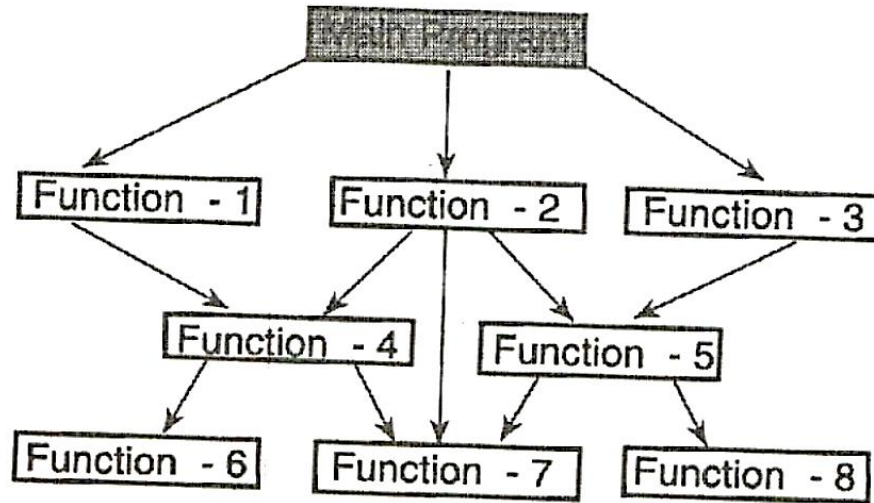 Main Program
Function - 1
Function - 2
Function - 3
Function - 4
Function - 5
Function - 6
Function - 7
Function - 8